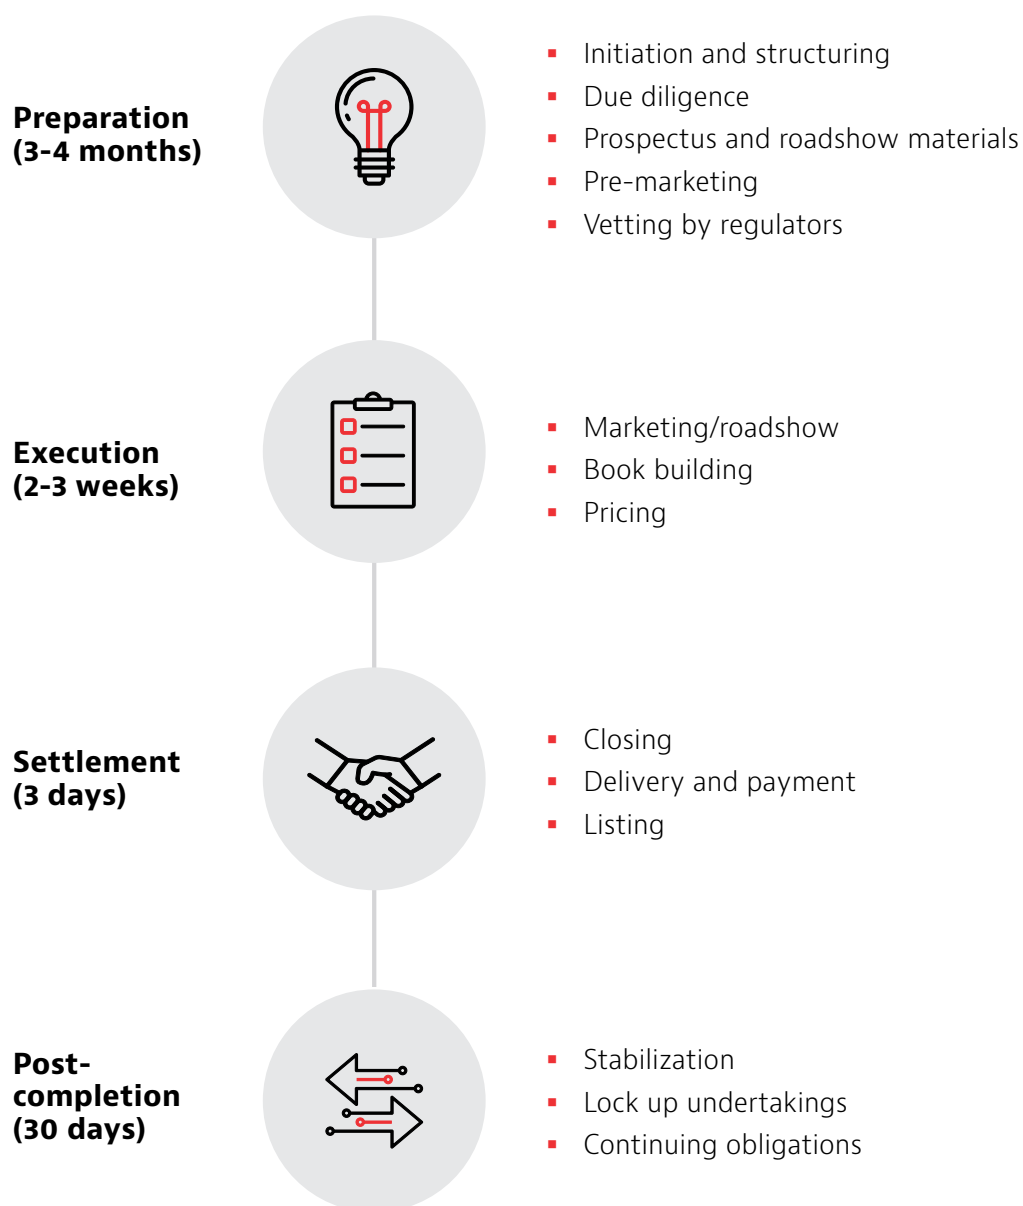 Preparation
(3-4 months)
Initiation and structuring
Due diligence
Prospectus and roadshow materials
Pre-marketing
Vetting by regulators
Execution
(2-3 weeks)
Marketing/roadshow
Book building
Pricing
Settlement
(3 days)
Closing
Delivery and payment
Listing
Post-
completion
(30 days)
Stabilization
Lock up undertakings
Continuing obligations